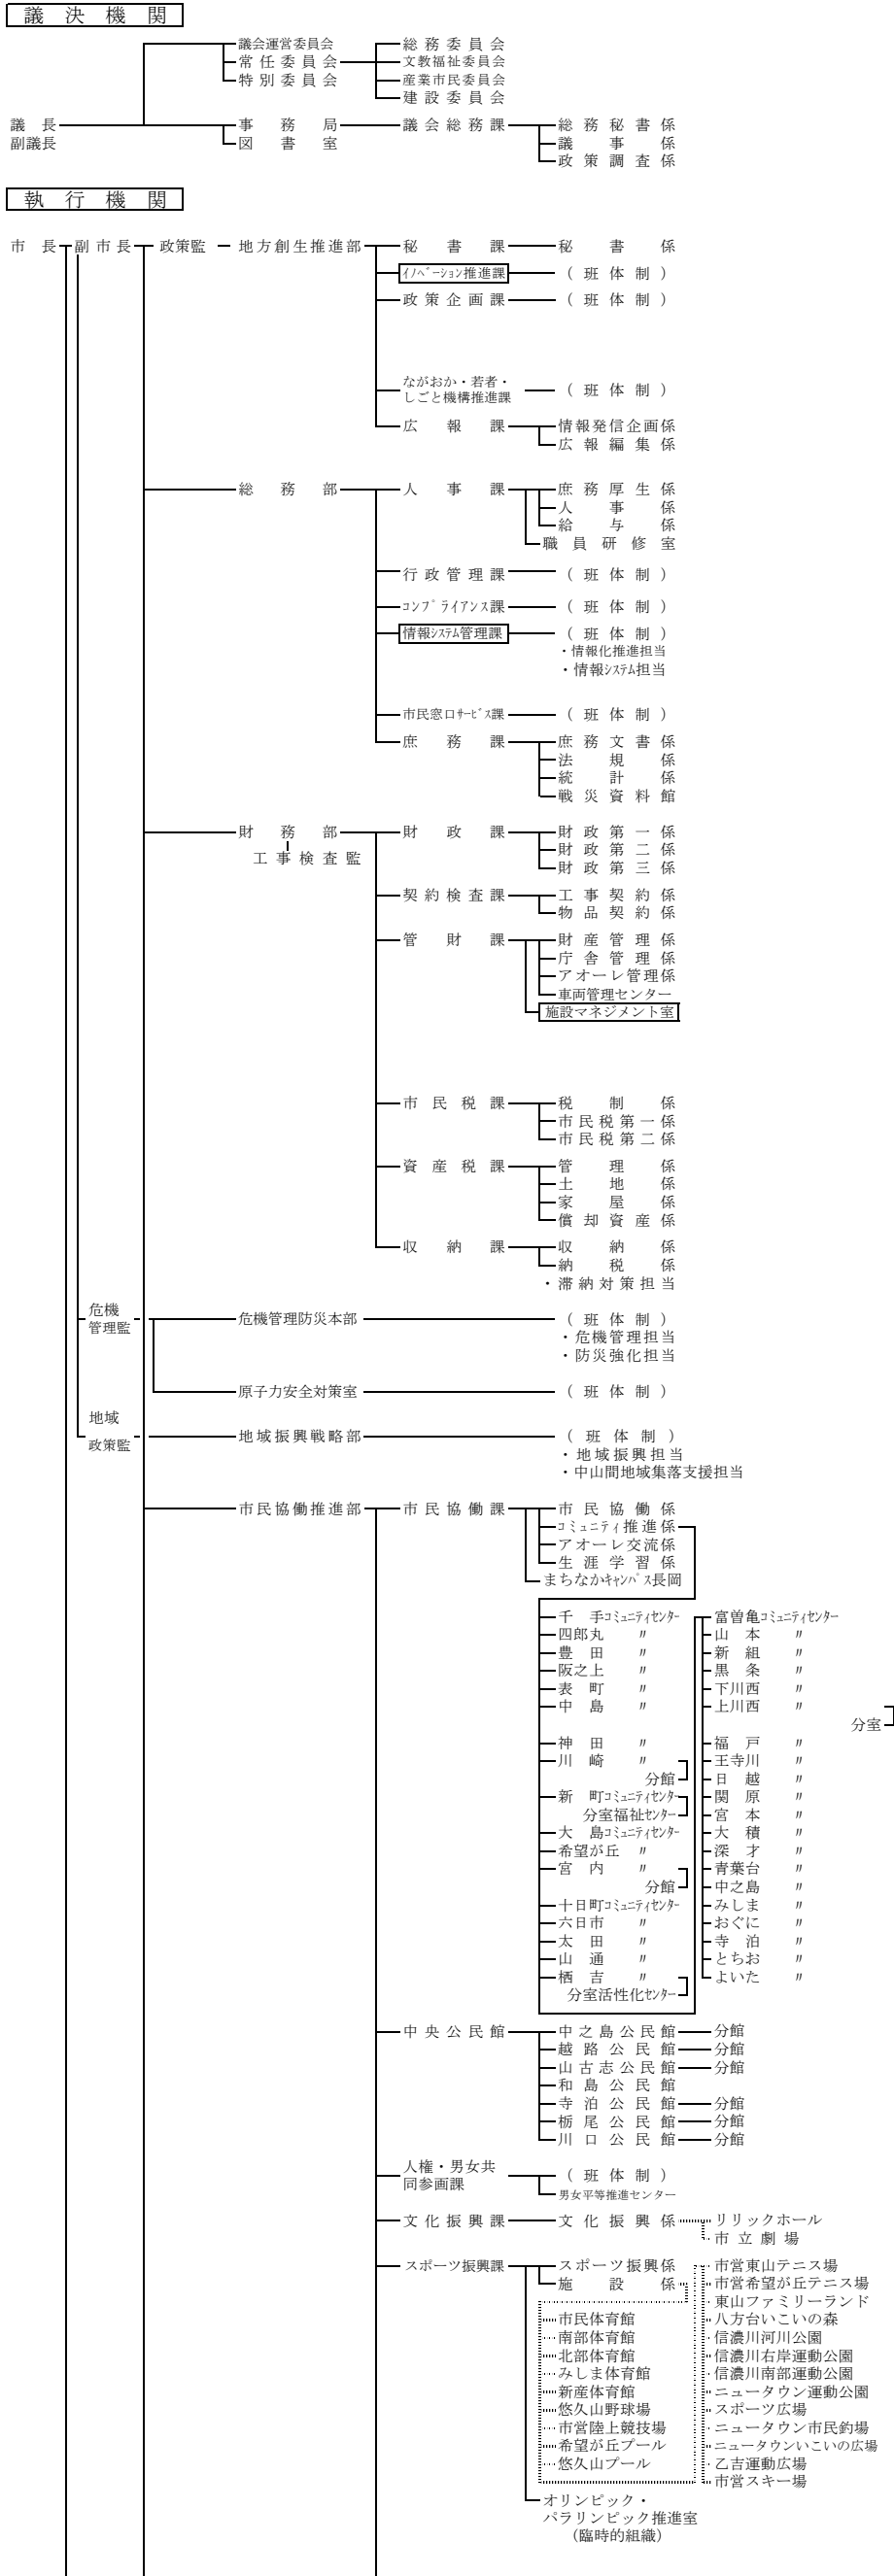 議決機関
議会運営委員会 総務委員会
常任委員会 文教福祉委員会
特別委員会 産業市民委員会
建設委員会
議長 事務局 議会総務課 総務秘書係
副議長 図書室 議事係
政策調査係
執行機関
市長 副市長 政策監 地方創生推進部 秘書課 秘書係
イノベーション推進課 （班体制）
政策企画課 （班体制）
ながおか・若者・
しごと機構推進課 （班体制）
広報課 情報発信企画係
広報編集係
総務部 人事課 庶務厚生係
人事係
給与係
職員研修室
行政管理課 （班体制）
コンプライアンス課 （班体制）
情報システム管理課 （班体制）
・情報化推進担当
・情報システム担当
市民窓口サービス課 （班体制）
庶務課 庶務文書係
法規係
統計係
戦災資料館
財務部 財政課 財政第一係
工事検査監 財政第二係
財政第三係
契約検査課 工事契約係
物品契約係
管財課 財産管理係
庁舎管理係
アオーレ管理係
車両管理センター
施設マネジメント室
市民税課 税制係
市民税第一係
市民税第二係
資産税課 管理係
土地係
家屋係
償却資産係
収納課 収納係
納税係
・滞納対策担当
危機
管理監 危機管理防災本部 （班体制）
・危機管理担当
・防災強化担当
原子力安全対策室 （班体制）
地域
政策監 地域振興戦略部 （班体制）
・地域振興担当
・中山間地域集落支援担当
市民協働推進部 市民協働課 市民協働係
コミュニティ推進係
アオーレ交流係
生涯学習係
まちなかキャンパス長岡
千手コミュニティセンター 富曽亀コミュニティセンター
四郎丸 〃 山本 〃
豊田 〃 新組 〃
阪之上 〃 黒条 〃
表町 〃 下川西 〃
中島 〃 上川西 〃
分室
神田 〃 福戸 〃
川崎 〃 王寺川 〃
分館 日越 〃
新町コミュニティセンター 関原 〃
分室福祉センター 宮本 〃
大島コミュニティセンター 大積 〃
希望が丘 〃 深才 〃
宮内 〃 青葉台 〃
分館 中之島 〃
十日町コミュニティセンター みしま 〃
六日市 〃 おぐに 〃
太田 〃 寺泊 〃
山通 〃 とちお 〃
栖吉 〃 よいた 〃
分室活性化センター
中央公民館 中之島公民館 分館
越路公民館 分館
山古志公民館 分館
和島公民館
寺泊公民館 分館
栃尾公民館 分館
川口公民館 分館
人権・男女共
同参画課 （班体制）
男女平等推進センター
文化振興課 文化振興係 リリックホール
市立劇場
スポーツ振興課 スポーツ振興係 市営東山テニス場
施設係 市営希望が丘テニス場
東山ファミリーランド
市民体育館 八方台いこいの森
南部体育館 信濃川河川公園
北部体育館 信濃川右岸運動公園
みしま体育館 信濃川南部運動公園
新産体育館 ニュータウン運動公園
悠久山野球場 スポーツ広場
市営陸上競技場 ニュータウン市民釣場
希望が丘プール ニュータウンいこいの広場
悠久山プール 乙吉運動広場
市営スキー場
オリンピック・
パラリンピック推進室
（臨時的組織）